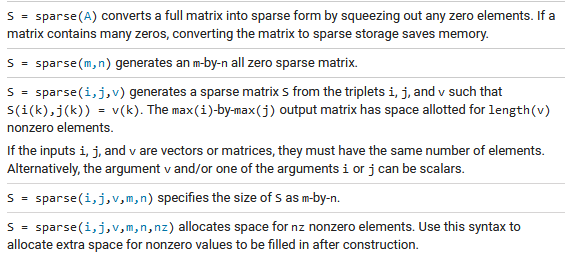 S = sparse(A) converts a full matrix into sparse form by squeezing out any zero elements. If a
matrix contains many zeros, converting the matrix to sparse storage saves memory.
S = sparse(m,n) generates an m-by-n all zero sparse matrix.
S = sparse(i,j,v) generates a sparse matrix S from the triplets i, j, and v such that
S(i(k),j(k)) = v(k). The max(i)-by-max(j) output matrix has space allotted for length(v)
nonzero elements.
If the inputs i, j, and v are vectors or matrices, they must have the same number of elements.
Alternatively, the argument v and/or one of the arguments i or j can be scalars.
S = sparse(i,j,v,m,n) specifies the size of S as m-by-n.
S = sparse(i,j,v,m,n,nz) allocates space for nz nonzero elements. Use this syntax to
allocate extra space for nonzero values to be filled in after construction.